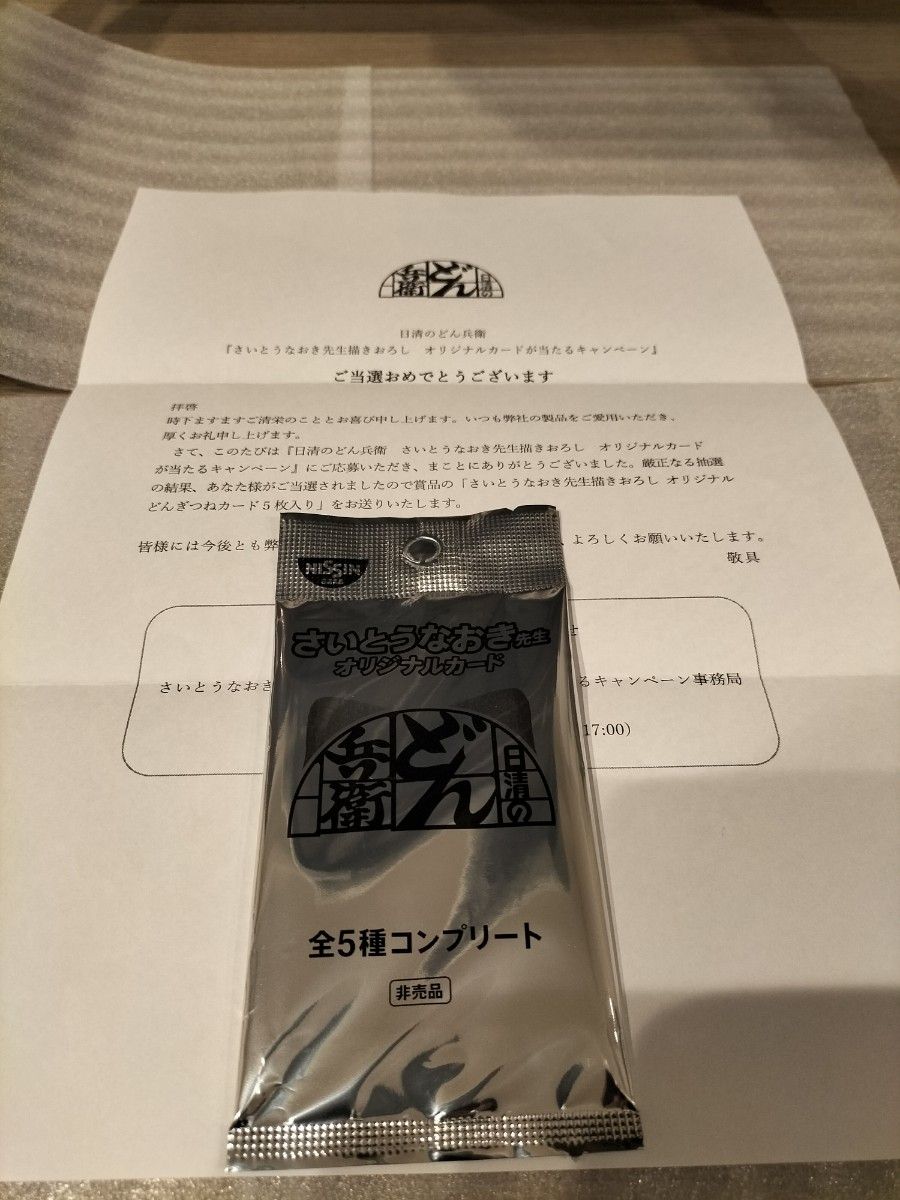 日清の
どん
兵衛
日清のどん兵衛
『さいとうなおき先生描きおろし　オリジナルカードが当たるキャンペーン』
ご当選おめでとうございます
拝啓
時下ますますご清栄のこととお喜び申し上げます。いつも弊社の製品をご愛用いただき、
厚くお礼申し上げます。
さて、このたびは『日清のどん兵衛　さいとうなおき先生描きおろし　オリジナルカード
が当たるキャンペーン』にご応募いただき、まことにありがとうございました。厳正なる抽選
の結果、あなた様がご当選されましたので賞品の「さいとうなおき先生描きおろし オリジナル
どんぎつねカード５枚入り」をお送りいたします。
皆様には今後とも弊 、よろしくお願いいたします。
敬具
さいとうなおき るキャンペーン事務局
17:00)
NISSIN
さいとうなおき先生
オリジナルカード
日清の
どん
兵衛
全5種コンプリート
非売品